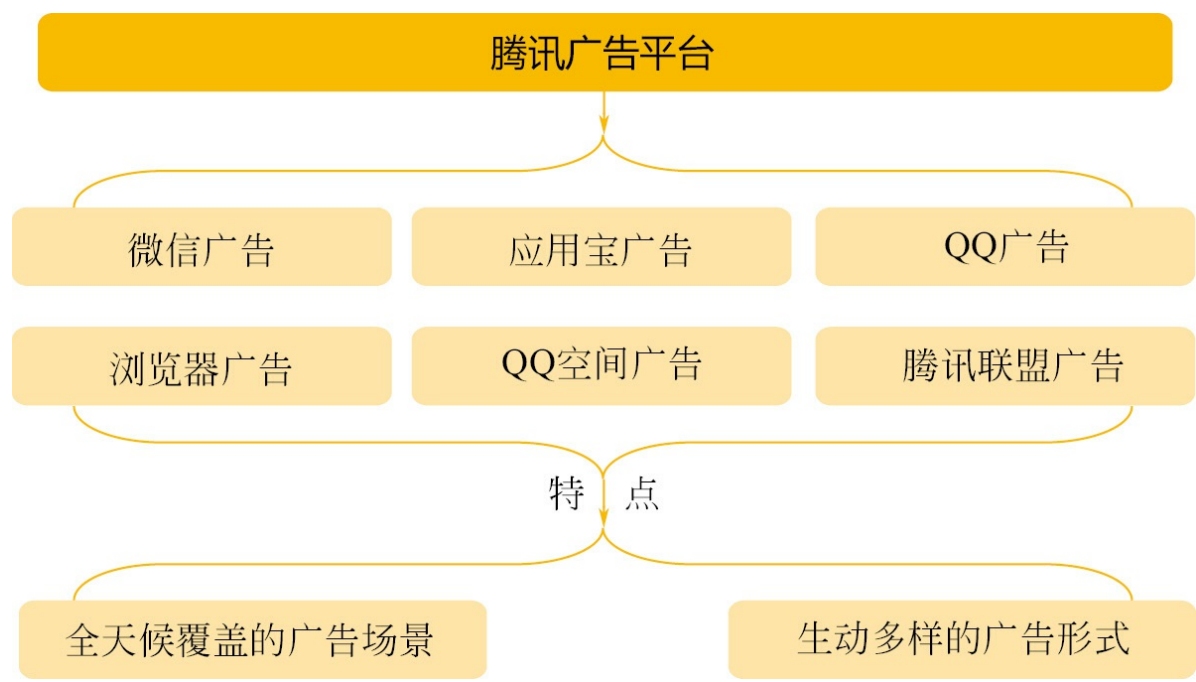 腾讯广告平台
微信广告
应用宝广告
QQ广告
浏览器广告
QQ空间广告
腾讯联盟广告
特点
全天候覆盖的广告场景
生动多样的广告形式